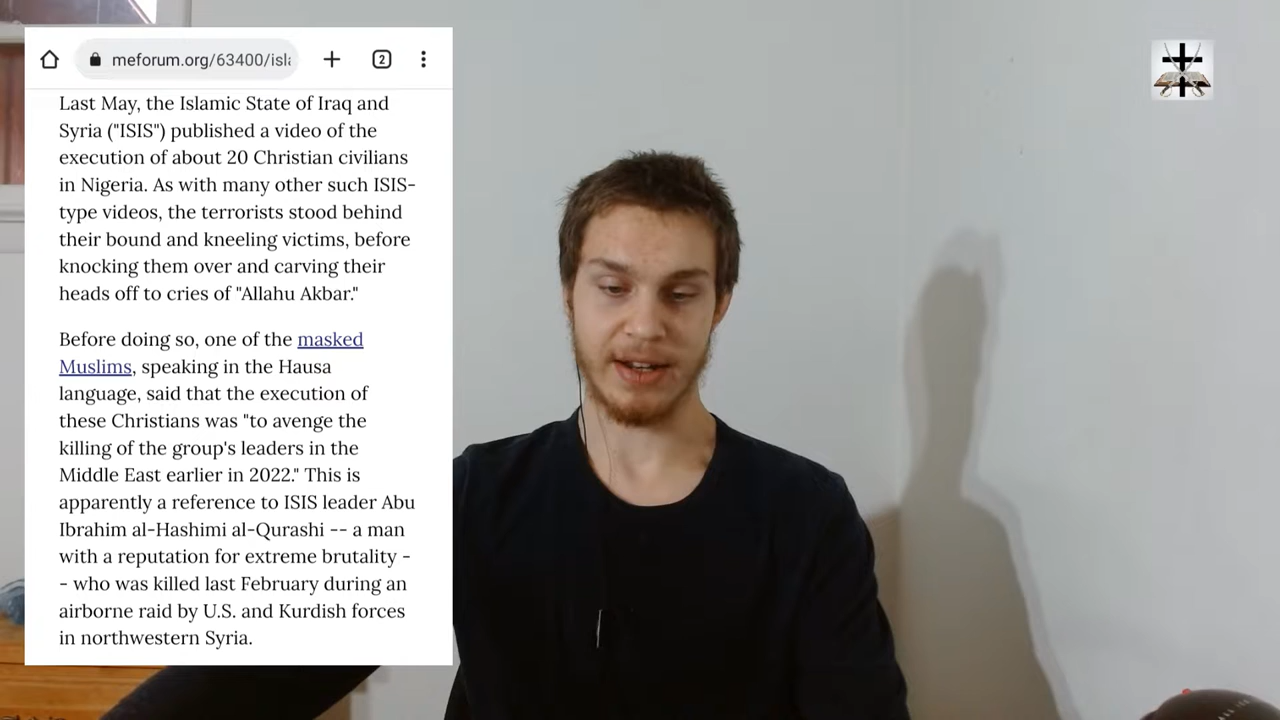 meforum.org/63400/isla
2
Last May, the Islamic State of Iraq and
Syria ("ISIS") published a video of the
execution of about 20 Christian civilians
in Nigeria. As with many other such ISIS-
type videos, the terrorists stood behind
their bound and kneeling victims, before
knocking them over and carving their
heads off to cries of "Allahu Akbar."
Before doing so, one of the masked
Muslims, speaking in the Hausa
language, said that the execution of
these Christians was "to avenge the
killing of the group's leaders in the
Middle East earlier in 2022." This is
apparently a reference to ISIS leader Abu
Ibrahim al-Hashimi al-Qurashi -- a man
with a reputation for extreme brutality -
- who was killed last February during an
airborne raid by U.S. and Kurdish forces
in northwestern Syria.